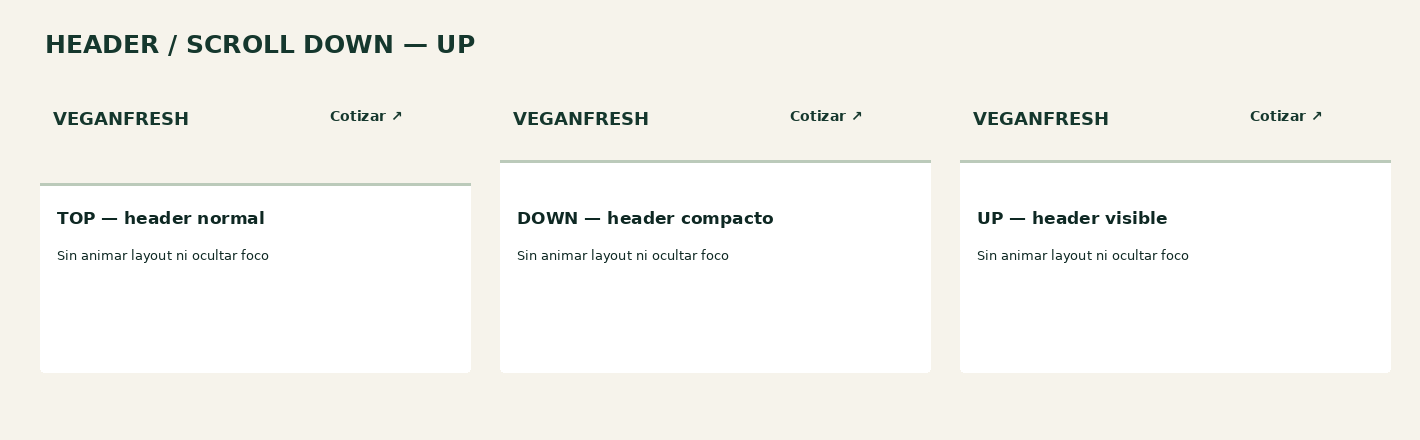 HEADER / SCROLL DOWN — UP
VEGANFRESH
Cotizar ↗
TOP — header normal
Sin animar layout ni ocultar foco
VEGANFRESH
Cotizar ↗
DOWN — header compacto
Sin animar layout ni ocultar foco
VEGANFRESH
Cotizar ↗
UP — header visible
Sin animar layout ni ocultar foco